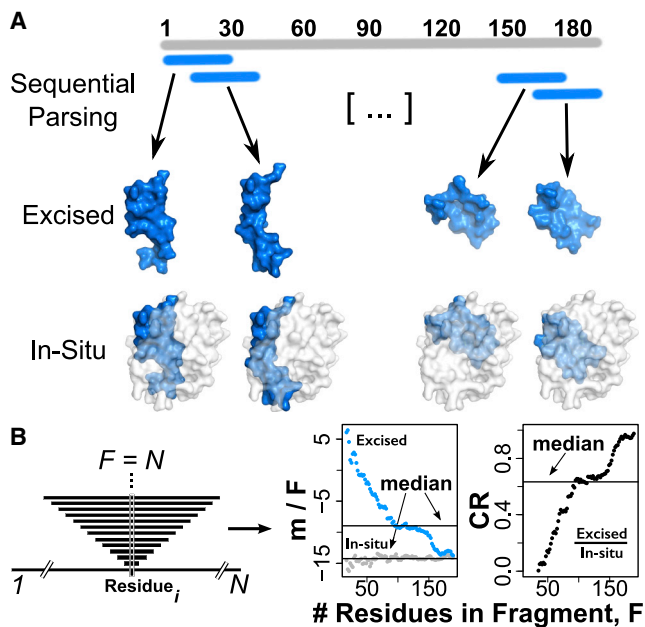 A
1 30 60 90 120 150 180
Sequential
Parsing
[ ... ]
Excised
In-Situ
B
F = N
1 Residue i N
m / F
5
-5
-15
Excised
median
In-situ
50 150
CR
0.8
0.4
0.0
median
Excised
In-situ
50 150
# Residues in Fragment, F